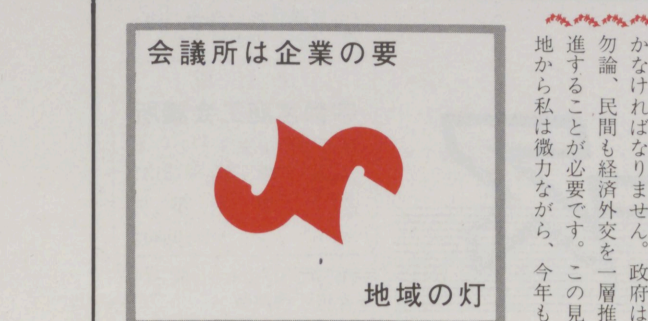 会議所は企業の要
地域の灯
かなければなりません。政府は
勿論、民間も経済外交を一層推
進することが必要です。この見
地から私は微力ながら、今年も